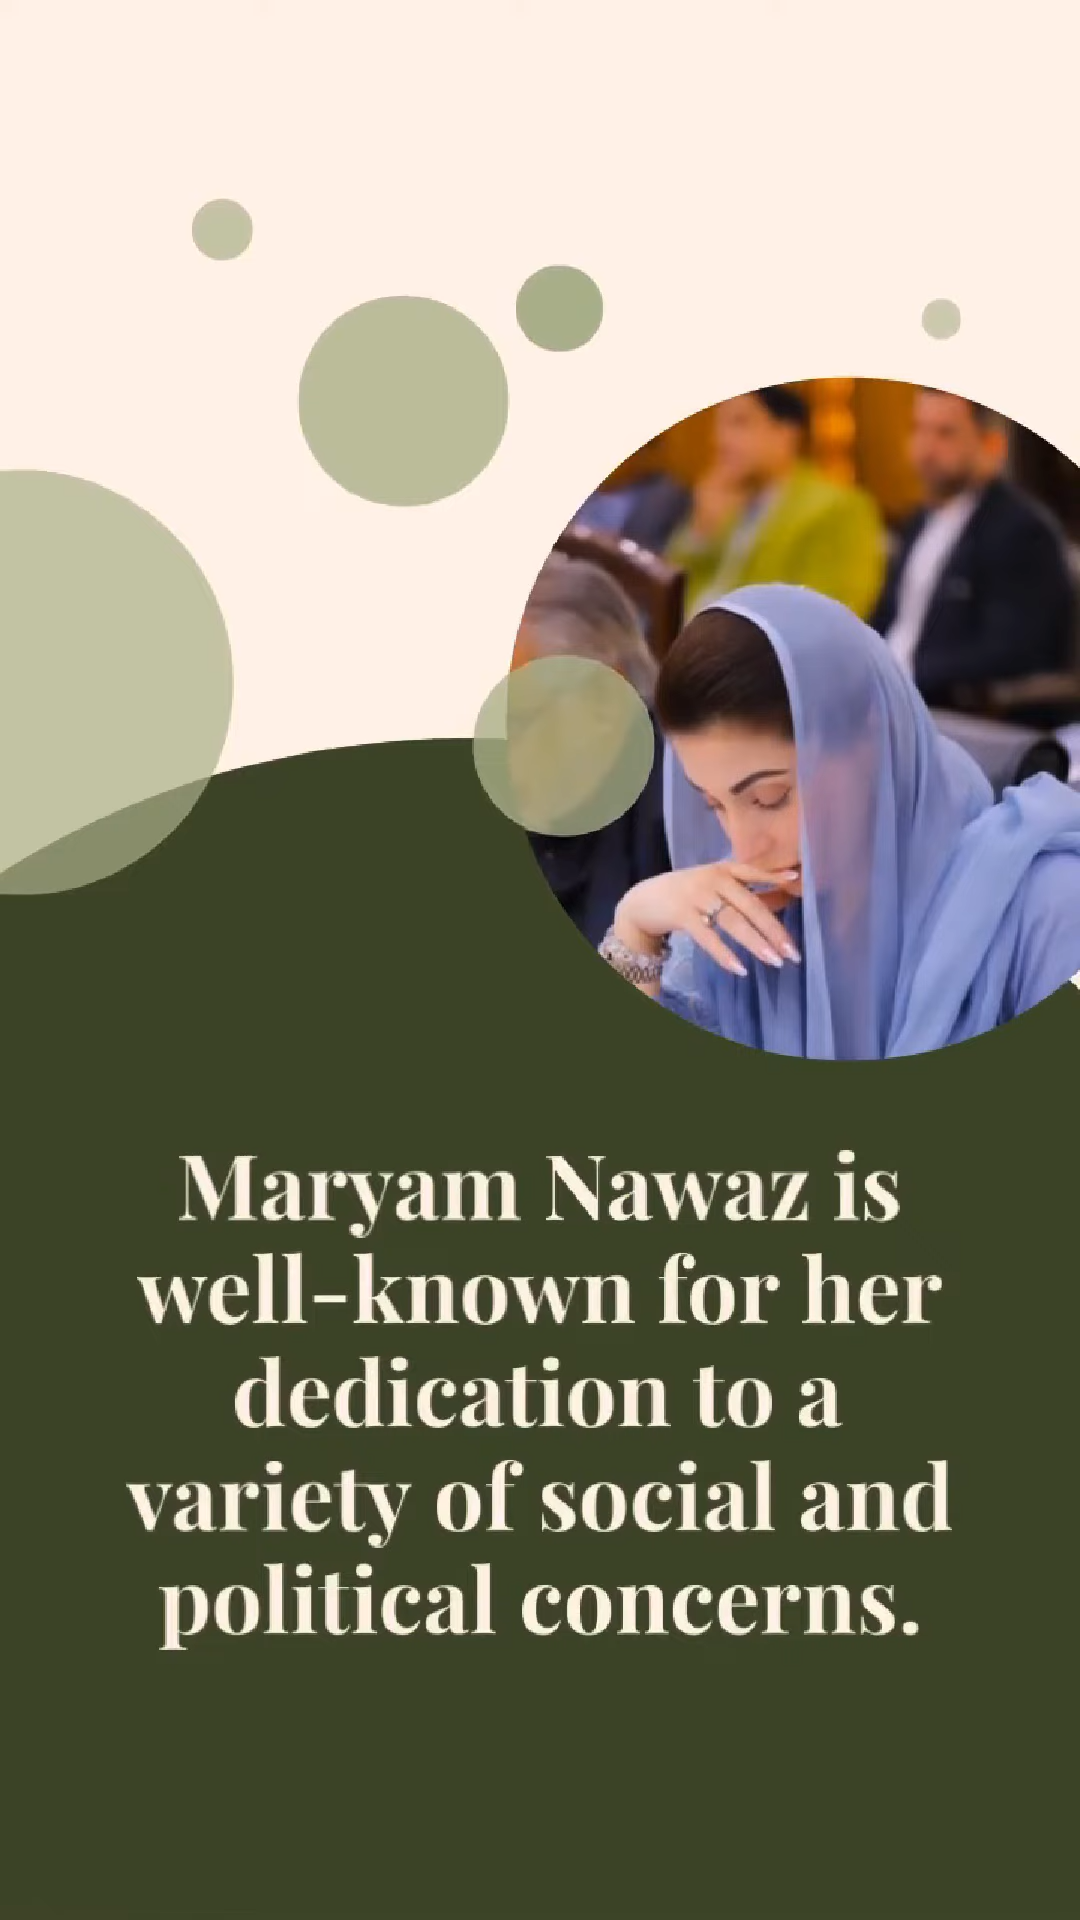 Maryam Nawaz is
well-known for her
dedication to a
variety of social and
political concerns.